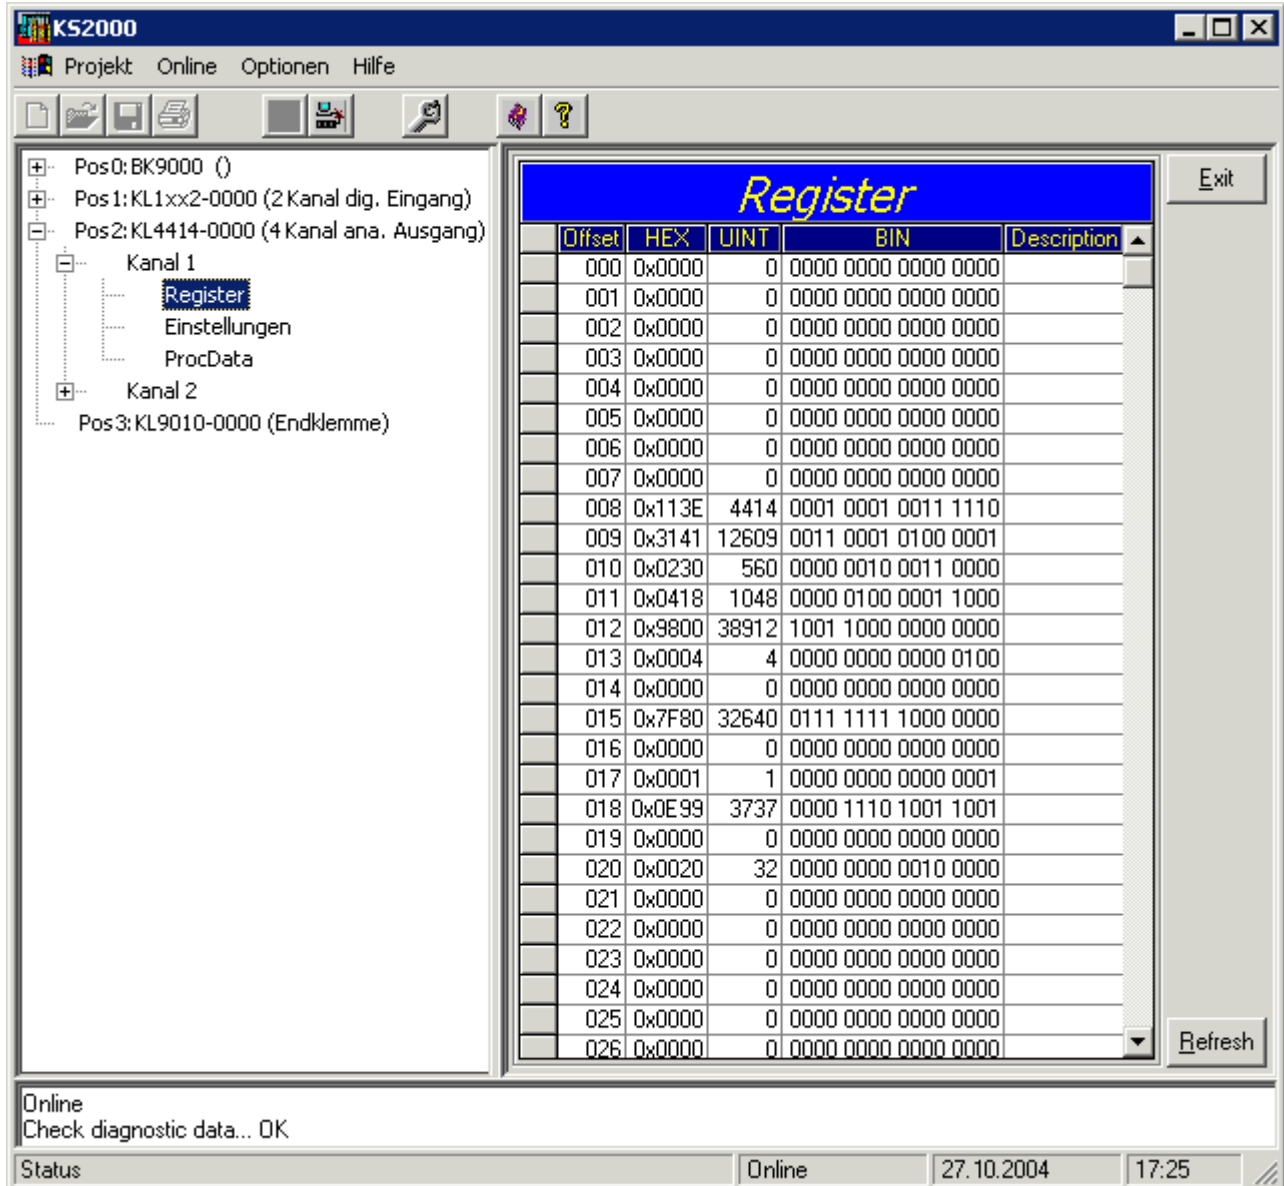 KS2000
Projekt Online Optionen Hilfe
Pos0: BK9000 ()
Pos1: KL1xx2-0000 (2 Kanal dig. Eingang)
Pos2: KL4414-0000 (4 Kanal ana. Ausgang)
Kanal 1
Register
Einstellungen
ProcData
Kanal 2
Pos3: KL9010-0000 (Endklemme)
Register
Offset HEX UINT BIN Description
000 0x0000 0 0000 0000 0000 0000
001 0x0000 0 0000 0000 0000 0000
002 0x0000 0 0000 0000 0000 0000
003 0x0000 0 0000 0000 0000 0000
004 0x0000 0 0000 0000 0000 0000
005 0x0000 0 0000 0000 0000 0000
006 0x0000 0 0000 0000 0000 0000
007 0x0000 0 0000 0000 0000 0000
008 0x113E 4414 0001 0001 0011 1110
009 0x3141 12609 0011 0001 0100 0001
010 0x0230 560 0000 0010 0011 0000
011 0x0418 1048 0000 0100 0001 1000
012 0x9800 38912 1001 1000 0000 0000
013 0x0004 4 0000 0000 0000 0100
014 0x0000 0 0000 0000 0000 0000
015 0x7F80 32640 0111 1111 1000 0000
016 0x0000 0 0000 0000 0000 0000
017 0x0001 1 0000 0000 0000 0001
018 0x0E99 3737 0000 1110 1001 1001
019 0x0000 0 0000 0000 0000 0000
020 0x0020 32 0000 0000 0010 0000
021 0x0000 0 0000 0000 0000 0000
022 0x0000 0 0000 0000 0000 0000
023 0x0000 0 0000 0000 0000 0000
024 0x0000 0 0000 0000 0000 0000
025 0x0000 0 0000 0000 0000 0000
026 0x0000 0 0000 0000 0000 0000
Exit
Refresh
Online
Check diagnostic data... OK
Status Online 27.10.2004 17:25